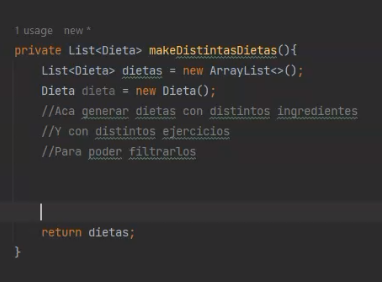 1 usage new *
private List<Dieta> makeDistintasDietas(){
List<Dieta> dietas = new ArrayList<>();
Dieta dieta = new Dieta();
//Aca generar dietas con distintos ingredientes
//Y con distintos ejercicios
//Para poder filtrarlos
return dietas;
}